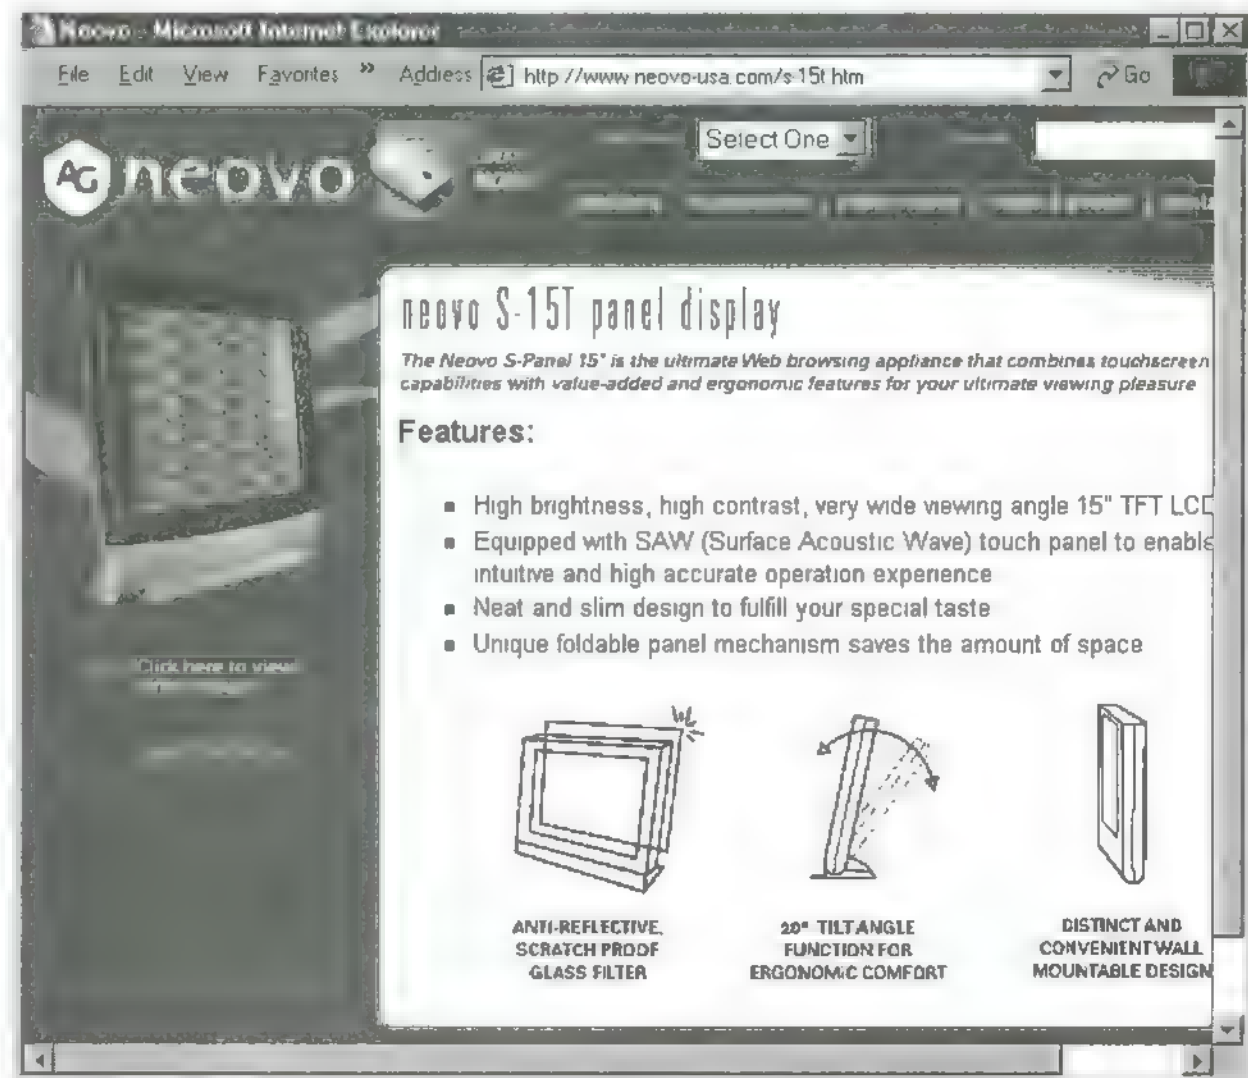 Neovo - Microsoft Internet Explorer
File Edit View Favorites » Address http //www neovo-usa com/s 15t htm Go
Select One
AG neovo
neovo S-15T panel display
The Neovo S-Panel 15" is the ultimate Web browsing appliance that combines touchscreen
capabilities with value-added and ergonomic features for your ultimate viewing pleasure
Features:
High brightness, high contrast, very wide viewing angle 15" TFT LCD
Equipped with SAW (Surface Acoustic Wave) touch panel to enable
intuitive and high accurate operation experience
Neat and slim design to fulfill your special taste
Unique foldable panel mechanism saves the amount of space
Click here to view
ANTI-REFLECTIVE,
SCRATCH PROOF
GLASS FILTER
20° TILT ANGLE
FUNCTION FOR
ERGONOMIC COMFORT
DISTINCT AND
CONVENIENT WALL
MOUNTABLE DESIGN